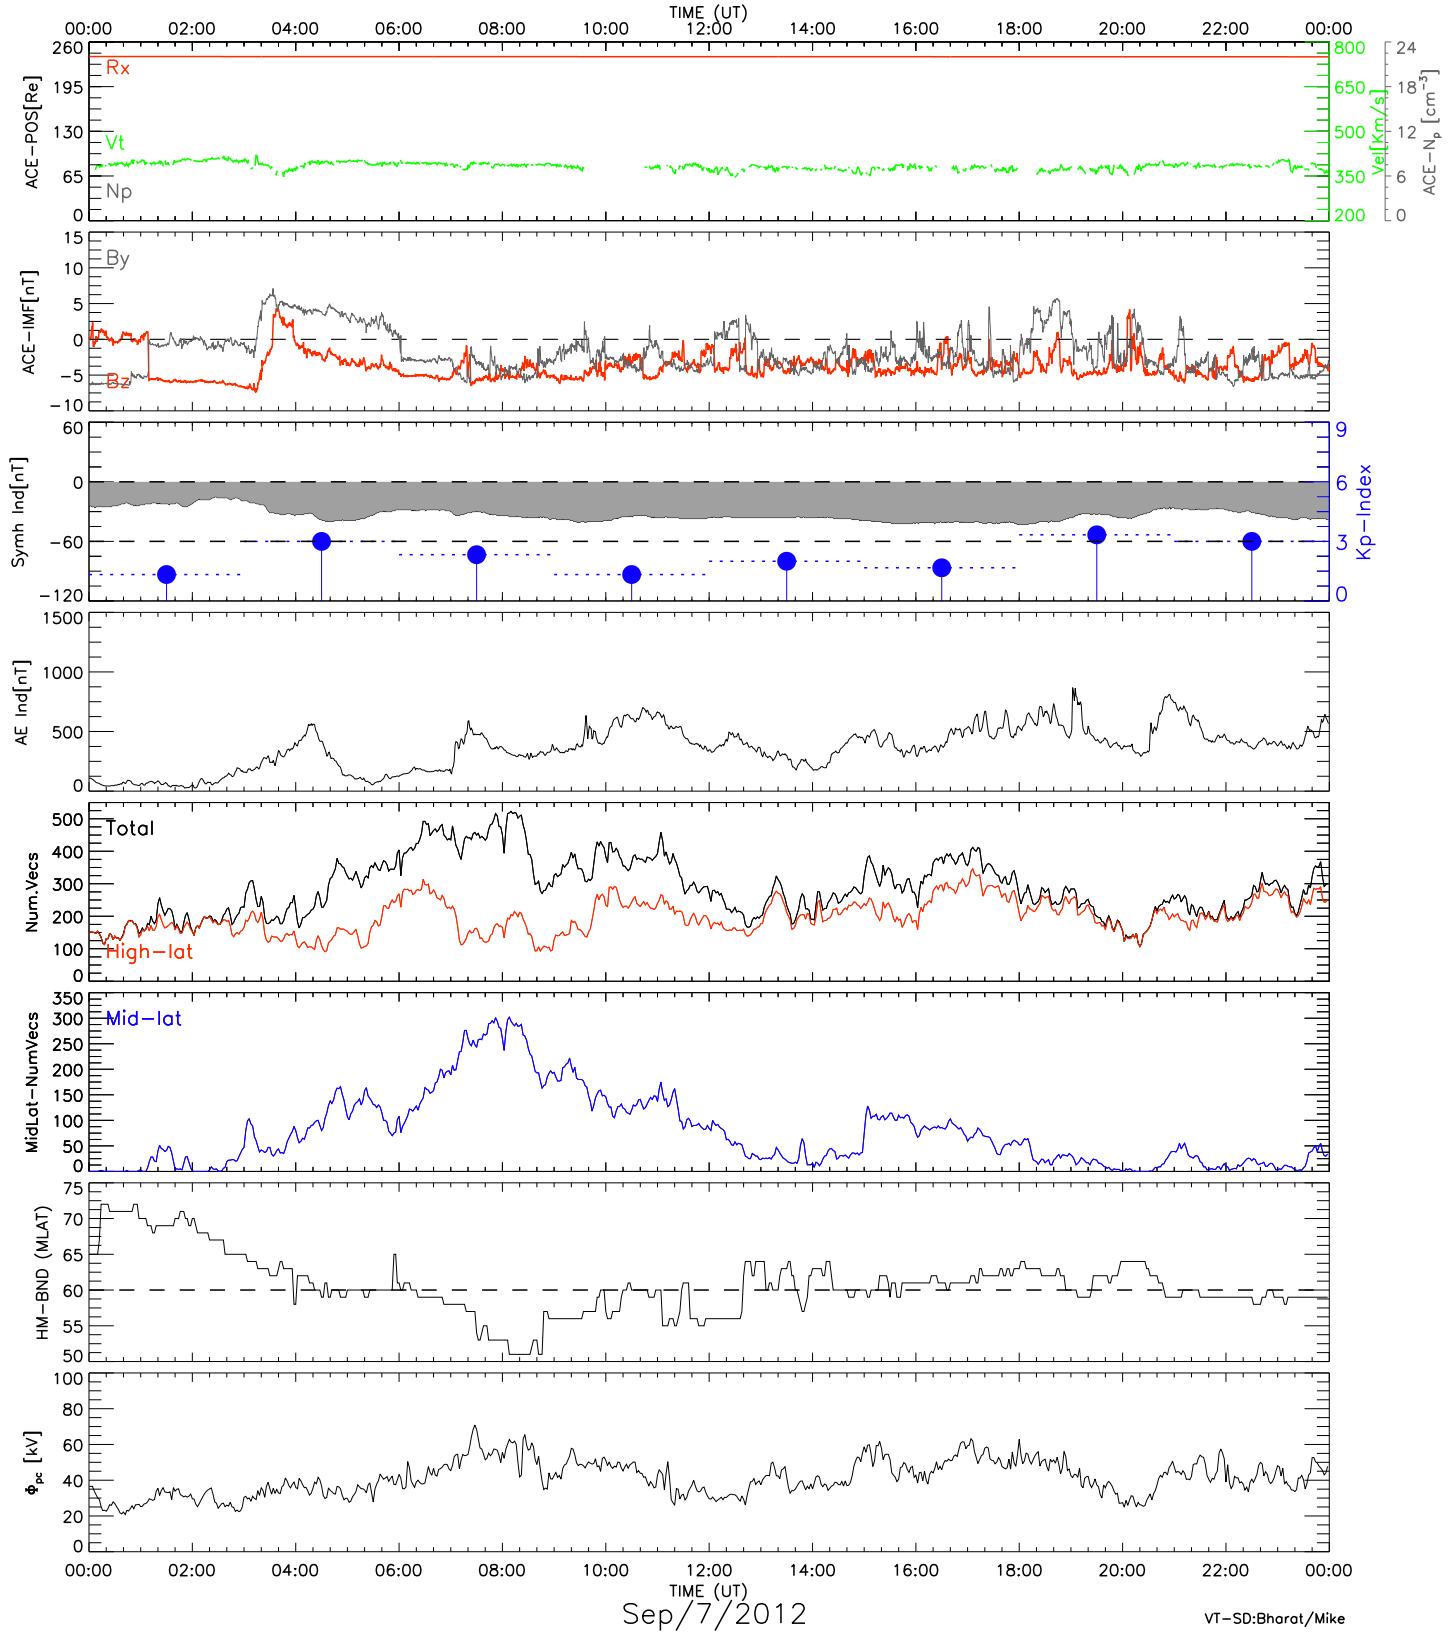 TIME (UT)
00:00 02:00 04:00 06:00 08:00 10:00 12:00 14:00 16:00 18:00 20:00 22:00 00:00
ACE-POS[Re]
260
195
130
65
0
Rx
Vt
Np
800
650
500
350
200
Vel[Km/s]
24
18
12
6
0
ACE-Np [cm⁻³]
ACE-IMF[nT]
15
10
5
0
-5
-10
By
Bz
Symh Ind[nT]
60
0
-60
-120
9
6
3
0
Kp-Index
AE Ind[nT]
1500
1000
500
0
Num.Vecs
500
400
300
200
100
0
Total
High-lat
MidLat-NumVecs
350
300
250
200
150
100
50
0
Mid-lat
HM-BND (MLAT)
75
70
65
60
55
50
Φpc [kV]
100
80
60
40
20
0
00:00 02:00 04:00 06:00 08:00 10:00 12:00 14:00 16:00 18:00 20:00 22:00 00:00
TIME (UT)
Sep/7/2012
VT-SD:Bharat/Mike